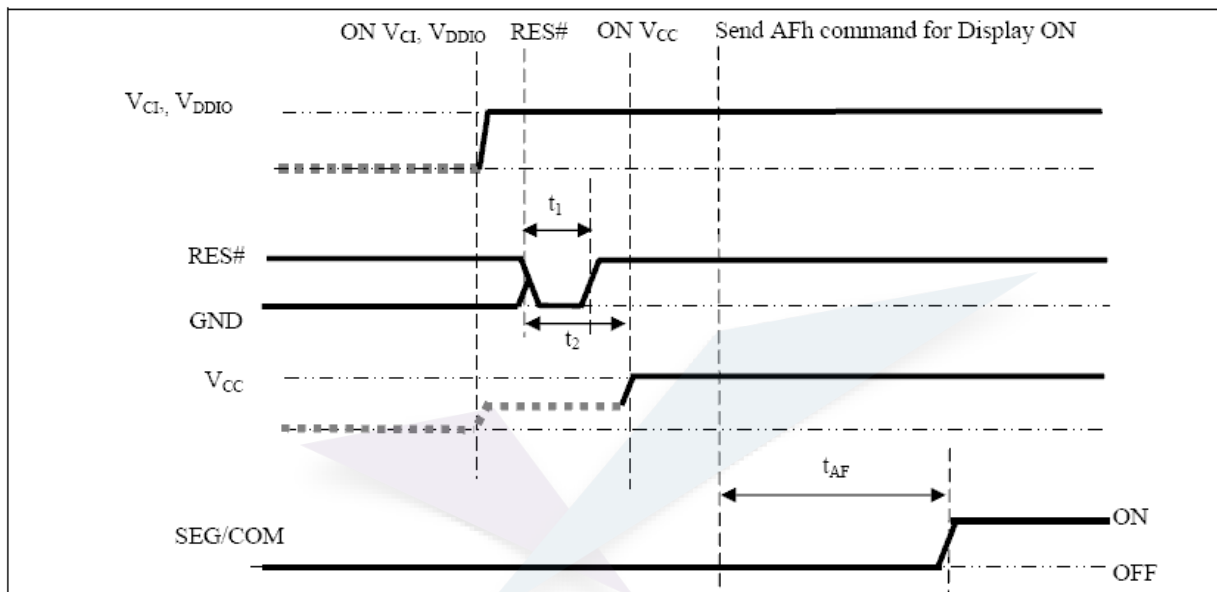 ON VCI, VDDIO RES# ON VCC Send AFh command for Display ON
VCI,, VDDIO
t1
RES#
GND
t2
VCC
tAF
SEG/COM
ON
OFF